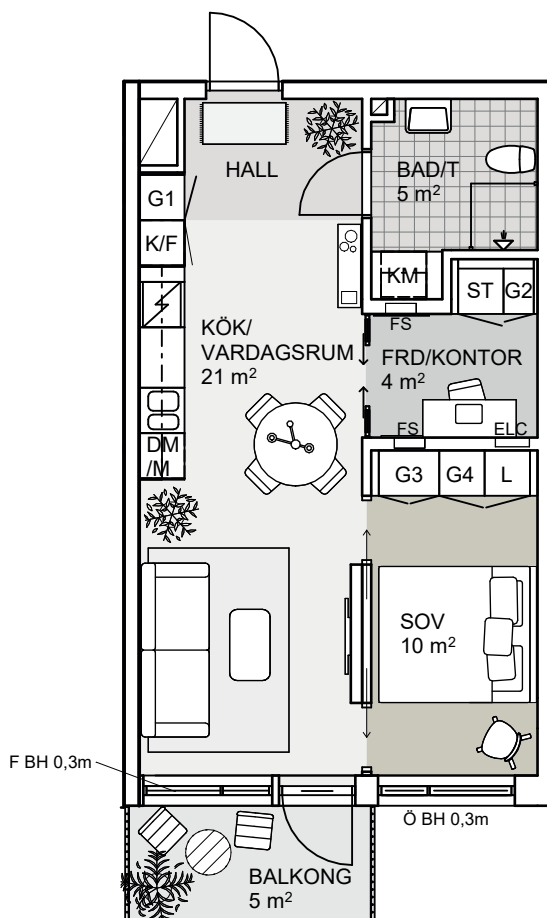 HALL
BAD/T
5 m²
G1
K/F
KM
ST
G2
FS
KÖK/
VARDAGSRUM
21 m²
FRD/KONTOR
4 m²
FS
ELC
DM
/M
G3
G4
L
SOV
10 m²
F BH 0,3m
Ö BH 0,3m
BALKONG
5 m²